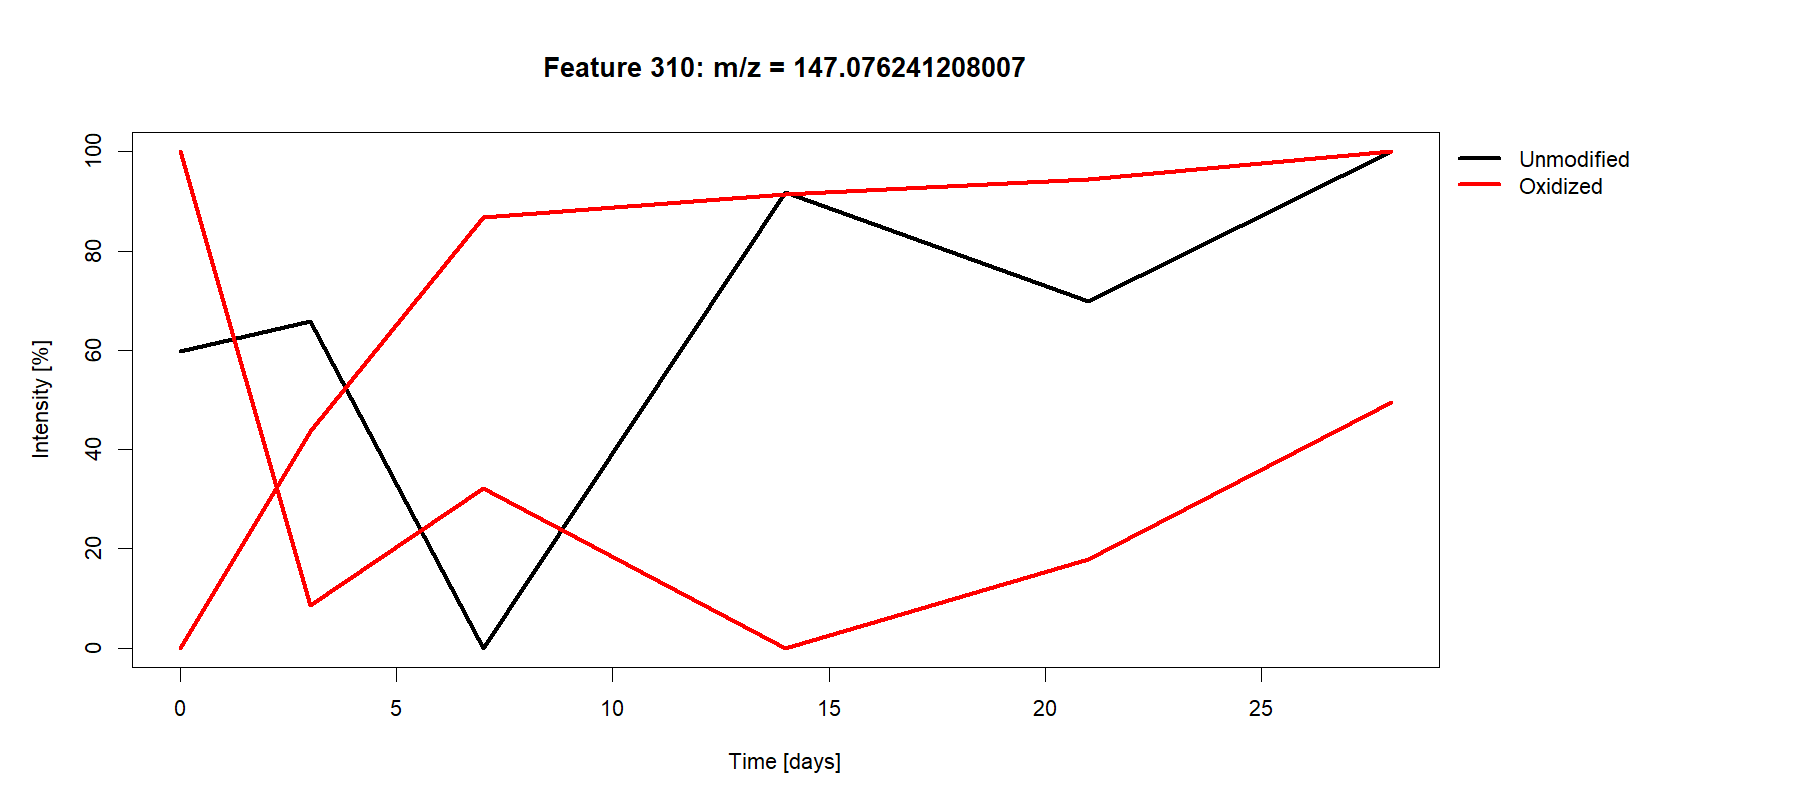 Feature 310: m/z = 147.076241208007
Unmodified
Oxidized
Intensity [%]
100
80
60
40
20
0
0 5 10 15 20 25
Time [days]